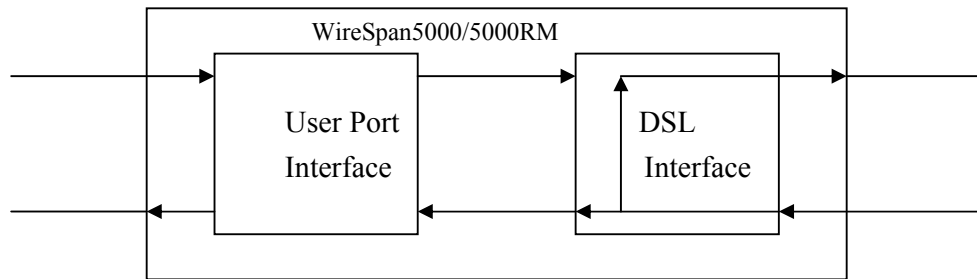 WireSpan5000/5000RM
User Port
Interface
DSL
Interface